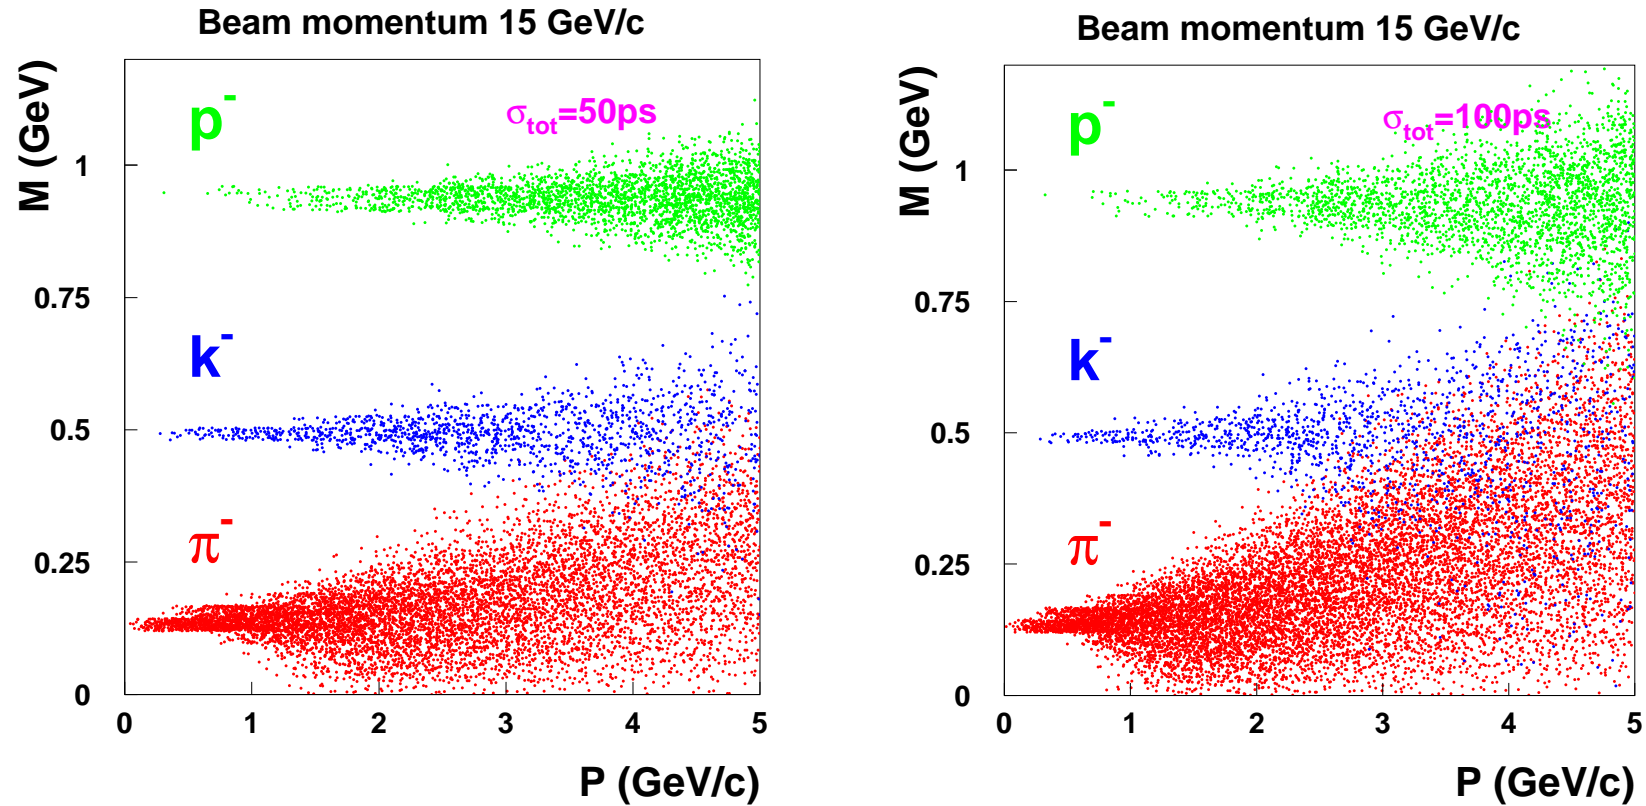 Beam momentum 15 GeV/c
M (GeV)
p-
σtot=50ps
1
0.75
k-
0.5
π-
0.25
0
0 1 2 3 4 5
P (GeV/c)
Beam momentum 15 GeV/c
M (GeV)
p-
σtot=100ps
1
0.75
k-
0.5
π-
0.25
0
0 1 2 3 4 5
P (GeV/c)